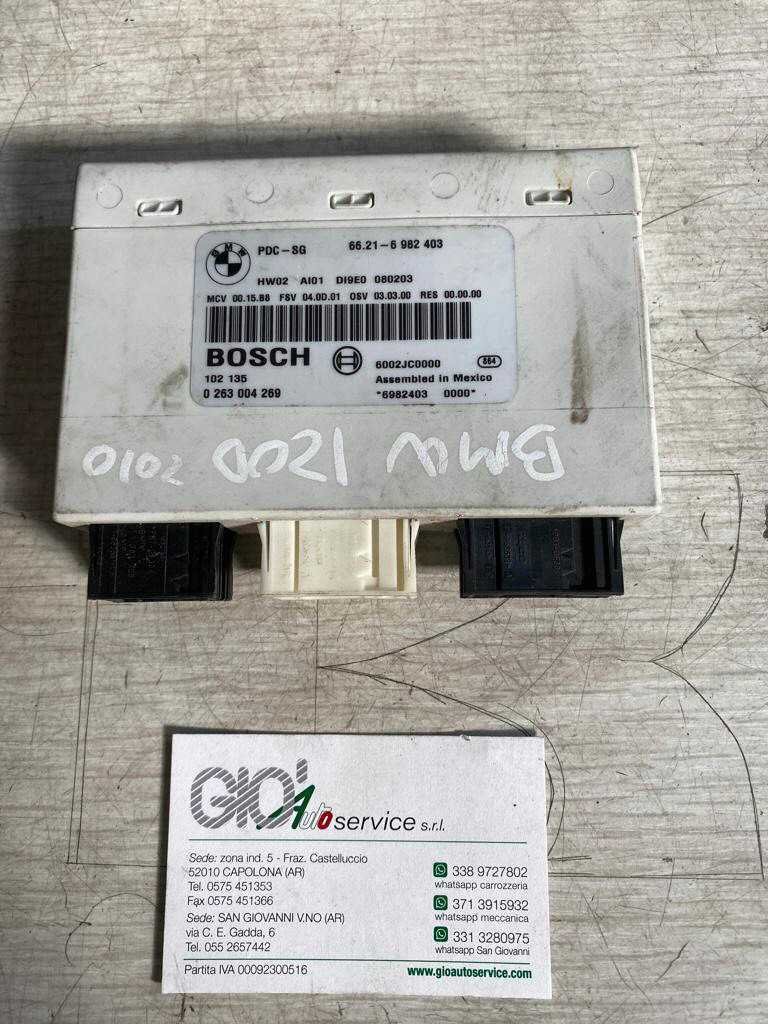 BMW
PDC-SG 66.21-6 982 403
HW02 AI01 DI9E0 080203
MCV 00.15.B8 FSV 04.0D.01 OSV 03.03.00 RES 00.00.00
BOSCH 6002JC0000 864
102 135 Assembled in Mexico
0 263 004 269 *6982403 0000*
BMW 120D 2010
GIO' Auto service s.r.l.
Sede: zona ind. 5 - Fraz. Castelluccio
52010 CAPOLONA (AR)
Tel. 0575 451353
Fax 0575 451366
Sede: SAN GIOVANNI V.NO (AR)
via C. E. Gadda, 6
Tel. 055 2657442
Partita IVA 00092300516
338 9727802
whatsapp carrozzeria
371 3915932
whatsapp meccanica
331 3280975
whatsapp San Giovanni
www.gioautoservice.com